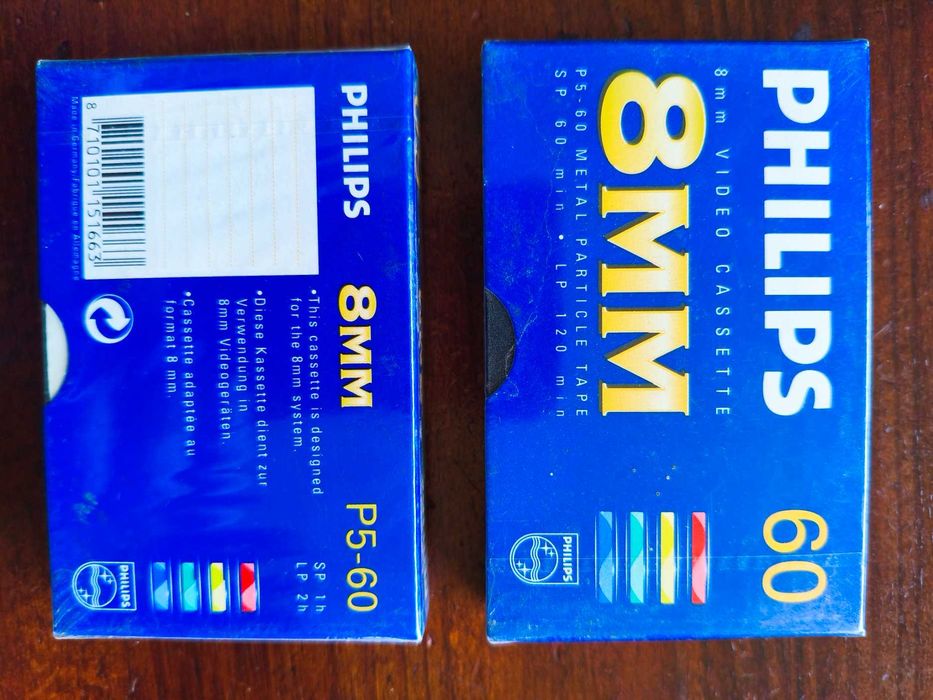 PHILIPS
8MM
P5-60
•This cassette is designed
for the 8mm system.
•Diese Kassette dient zur
Verwendung in
8mm Videogeräten.
•Cassette adaptée au
format 8 mm.
SP 1h
LP 2h
8 710101 151663
Made in Germany/Fabriqué en Allemagne
PHILIPS
PHILIPS
60
8mm VIDEO CASSETTE
8MM
P5-60 METAL PARTICLE TAPE
SP 60 min • LP 120 min
PHILIPS